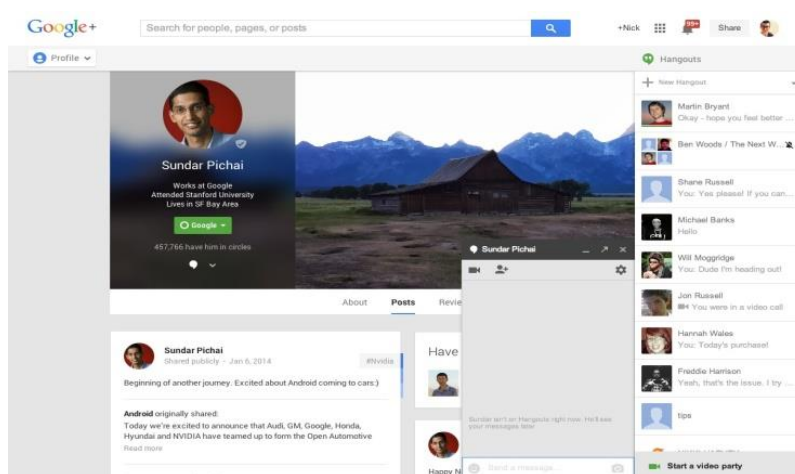 Google+
Search for people, pages, or posts
+Nick
99+
Share
Profile
Hangouts
New Hangout
Sundar Pichai
Works at Google
Attended Stanford University
Lives in SF Bay Area
Google
457,766 have him in circles
About Posts Revie
Sundar Pichai
Shared publicly - Jan 6, 2014
#Nvidia
Beginning of another journey. Excited about Android coming to cars:)
Android originally shared:
Today we're excited to announce that Audi, GM, Google, Honda,
Hyundai and NVIDIA have teamed up to form the Open Automotive
Read more
Have
Happy N
Sundar Pichai
Sundar isn't on Hangouts right now. He'll see
your messages later
Send a message...
Martin Bryant
Okay - hope you feel better ...
Ben Woods / The Next W...
Shane Russell
You: Yes please! If you can...
Michael Banks
Hello
Will Moggridge
You: Dude I'm heading out!
Jon Russell
You were in a video call
Hannah Wales
You: Today's purchase!
Freddie Harrison
Yeah, that's the issue. I try ...
tips
Start a video party